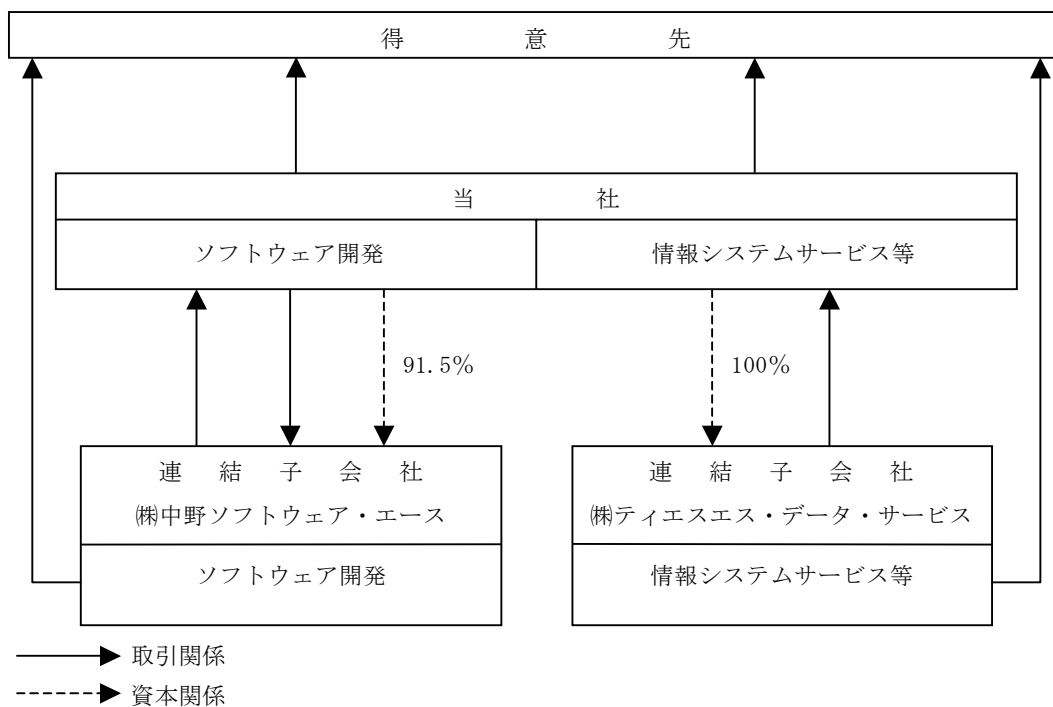 得意先
当社
ソフトウェア開発
情報システムサービス等
91.5%
100%
連結子会社
㈱中野ソフトウェア・エース
ソフトウェア開発
連結子会社
㈱ティエスエス・データ・サービス
情報システムサービス等
取引関係
資本関係